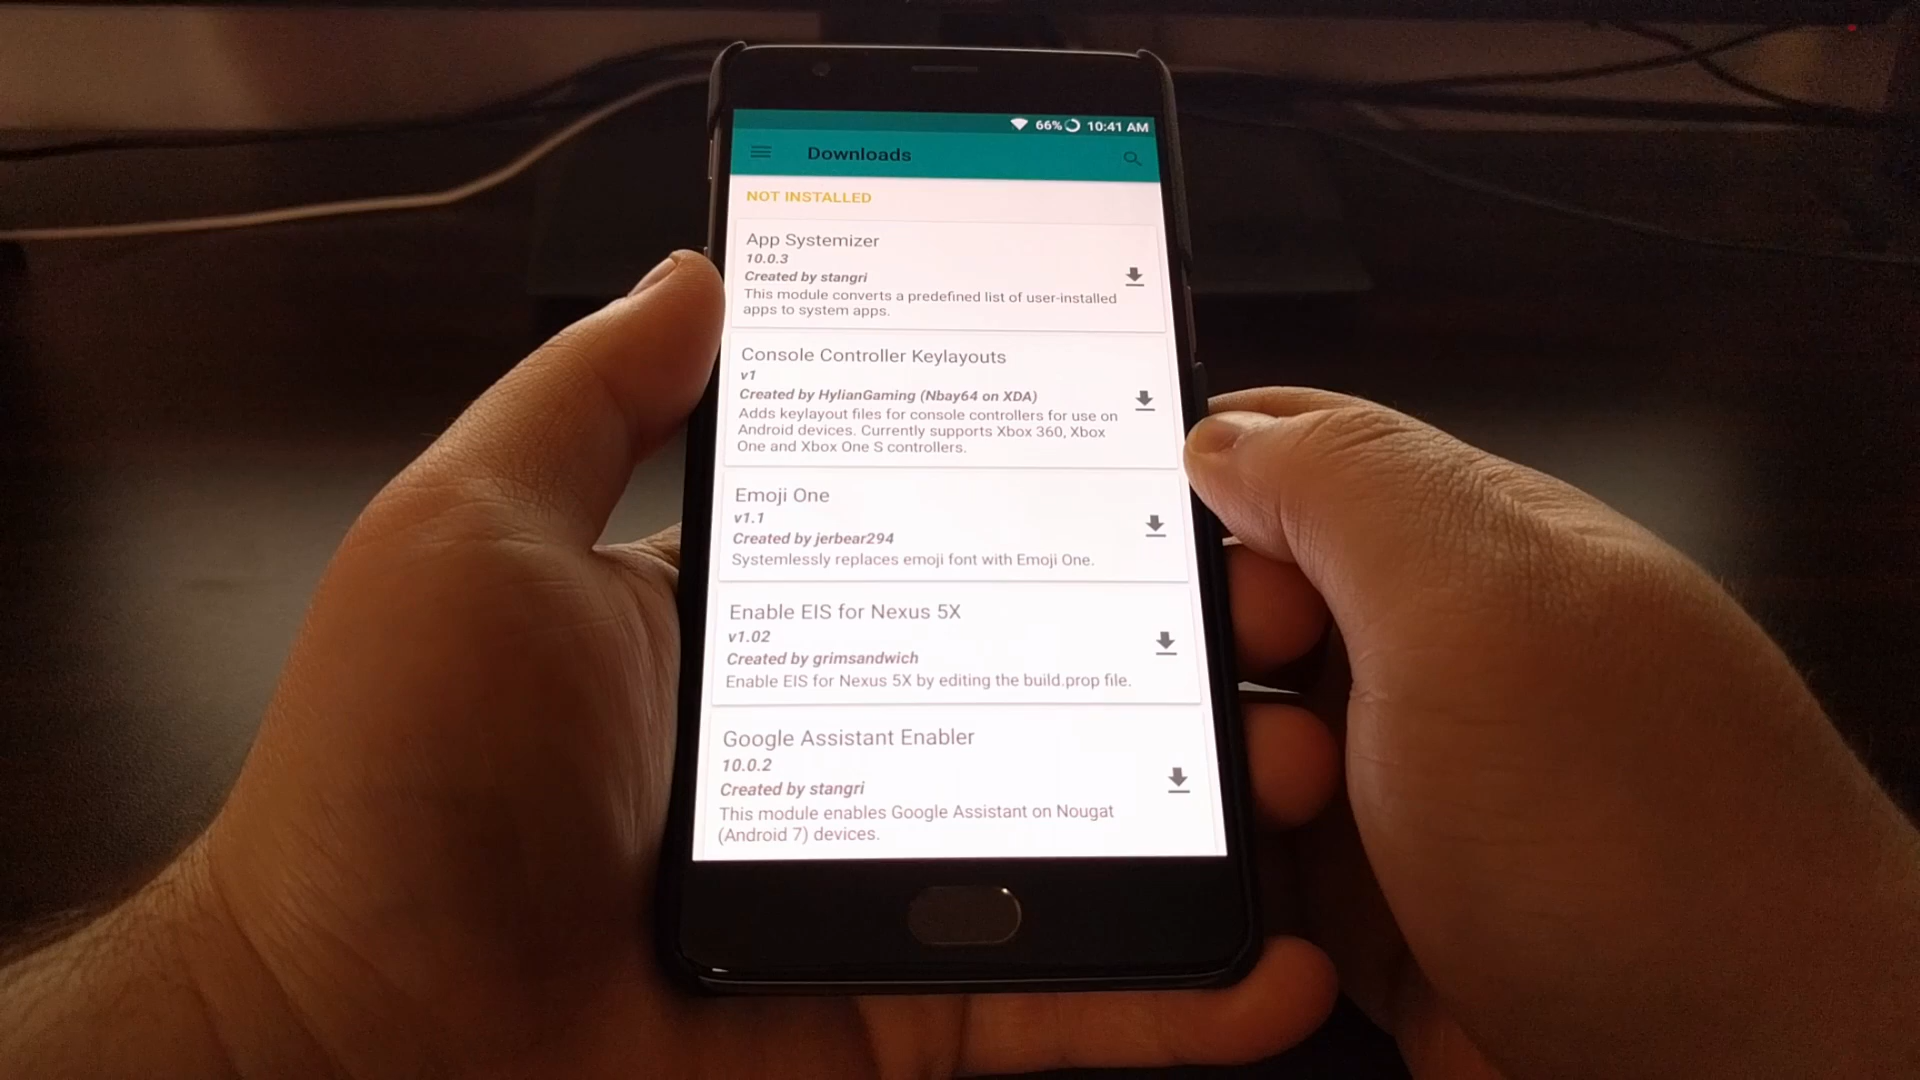 66% 10:41 AM
Downloads
NOT INSTALLED
App Systemizer
10.0.3
Created by stangri
This module converts a predefined list of user-installed
apps to system apps.
Console Controller Keylayouts
v1
Created by HylianGaming (Nbay64 on XDA)
Adds keylayout files for console controllers for use on
Android devices. Currently supports Xbox 360, Xbox
One and Xbox One S controllers.
Emoji One
v1.1
Created by jerbear294
Systemlessly replaces emoji font with Emoji One.
Enable EIS for Nexus 5X
v1.02
Created by grimsandwich
Enable EIS for Nexus 5X by editing the build.prop file.
Google Assistant Enabler
10.0.2
Created by stangri
This module enables Google Assistant on Nougat
(Android 7) devices.